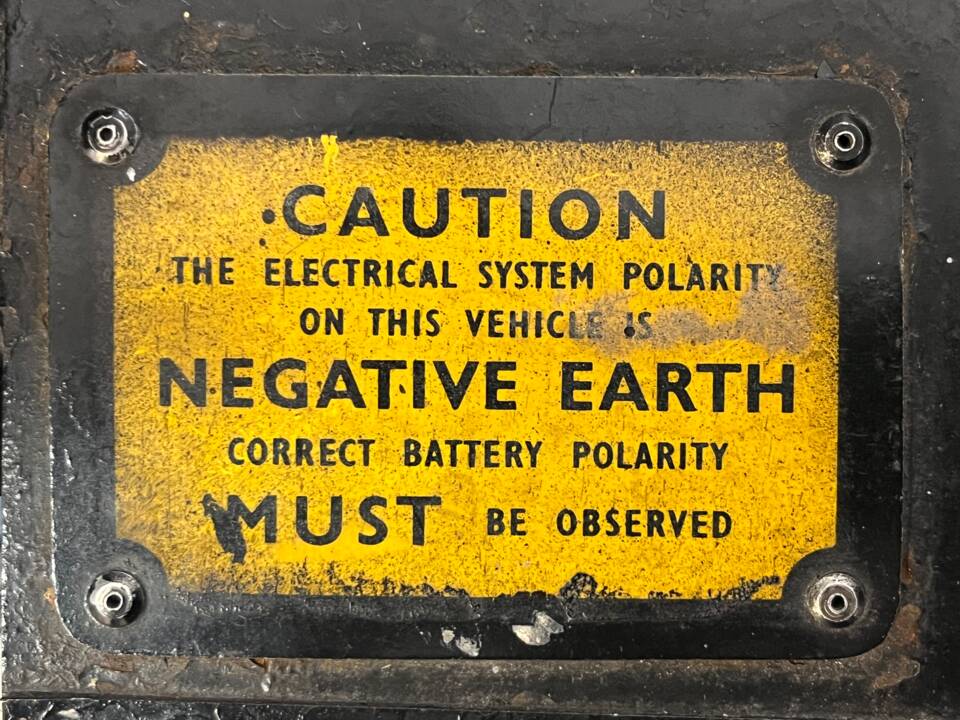 CAUTION
THE ELECTRICAL SYSTEM POLARITY
ON THIS VEHICLE IS
NEGATIVE EARTH
CORRECT BATTERY POLARITY
MUST BE OBSERVED